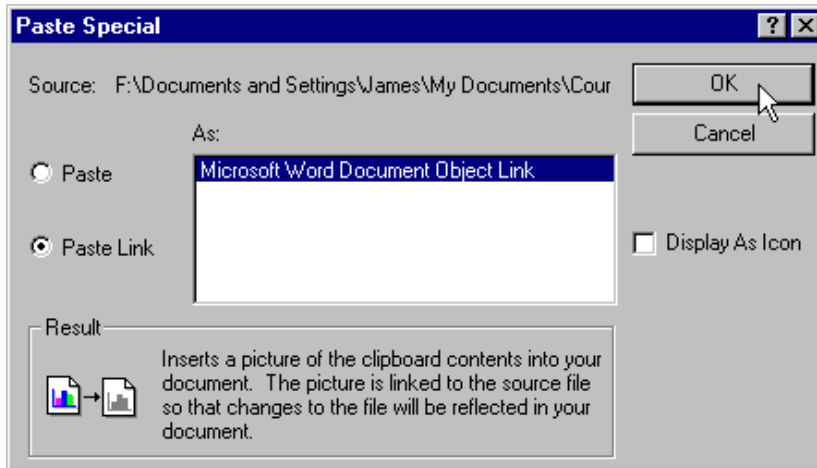 Paste Special
Source: F:\Documents and Settings\James\My Documents\Cour
OK
Cancel
As:
Paste
Microsoft Word Document Object Link
Paste Link
Display As Icon
Result
Inserts a picture of the clipboard contents into your
document. The picture is linked to the source file
so that changes to the file will be reflected in your
document.